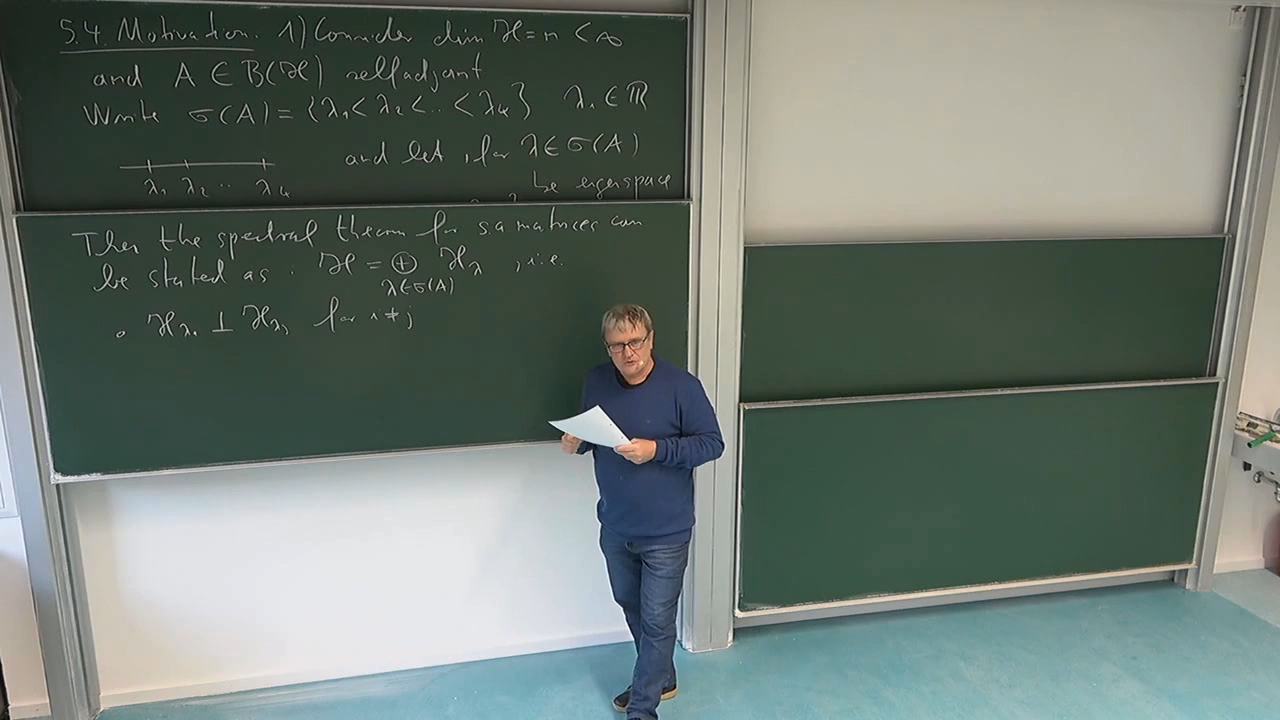 5.4. Motivation. 1) Consider dim ℋ = n < ∞
and A ∈ B(ℋ) selfadjoint
Write σ(A) = {λ₁ < λ₂ < .. < λₖ} λᵢ ∈ ℝ
and let, for λ ∈ σ(A)
λ₁ λ₂ .. λₖ
be eigenspace
Then the spectral theorem for s.a matrices can
be stated as: ℋ = ⊕ ℋ_λ , i.e.
λ∈σ(A)
∘ ℋ_λᵢ ⊥ ℋ_λⱼ for i ≠ j